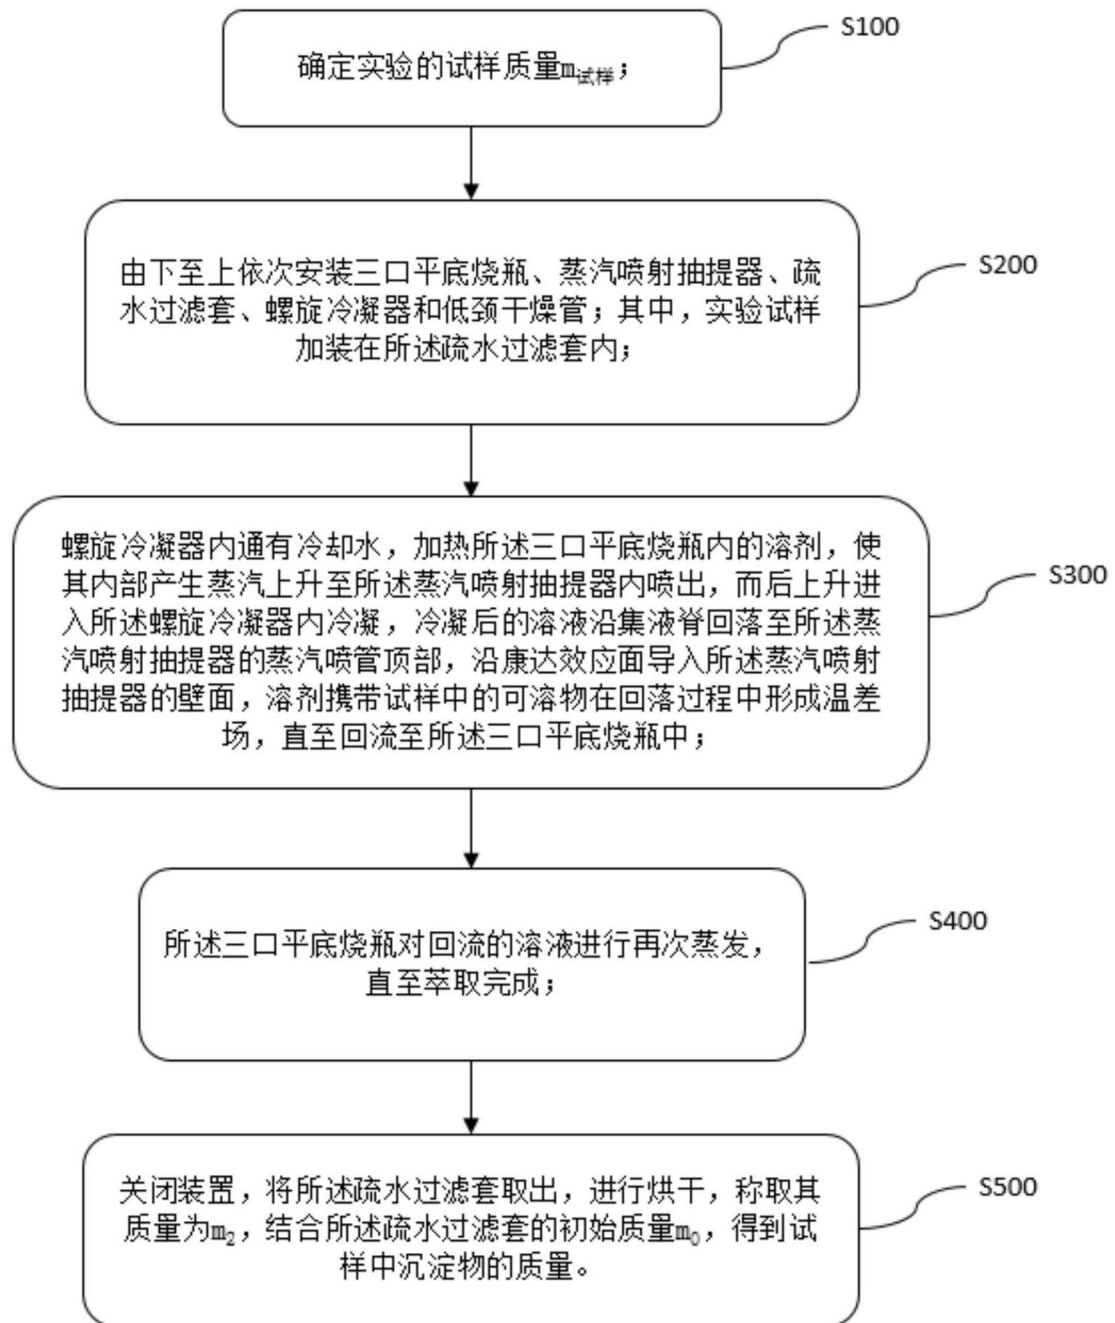 确定实验的试样质量m试样；
S100
由下至上依次安装三口平底烧瓶、蒸汽喷射抽提器、疏
水过滤套、螺旋冷凝器和低颈干燥管；其中，实验试样
加装在所述疏水过滤套内；
S200
螺旋冷凝器内通有冷却水，加热所述三口平底烧瓶内的溶剂，使
其内部产生蒸汽上升至所述蒸汽喷射抽提器内喷出，而后上升进
入所述螺旋冷凝器内冷凝，冷凝后的溶液沿集液脊回落至所述蒸
汽喷射抽提器的蒸汽喷管顶部，沿康达效应面导入所述蒸汽喷射
抽提器的壁面，溶剂携带试样中的可溶物在回落过程中形成温差
场，直至回流至所述三口平底烧瓶中；
S300
所述三口平底烧瓶对回流的溶液进行再次蒸发，
直至萃取完成；
S400
关闭装置，将所述疏水过滤套取出，进行烘干，称取其
质量为m₂，结合所述疏水过滤套的初始质量m₀，得到试
样中沉淀物的质量。
S500